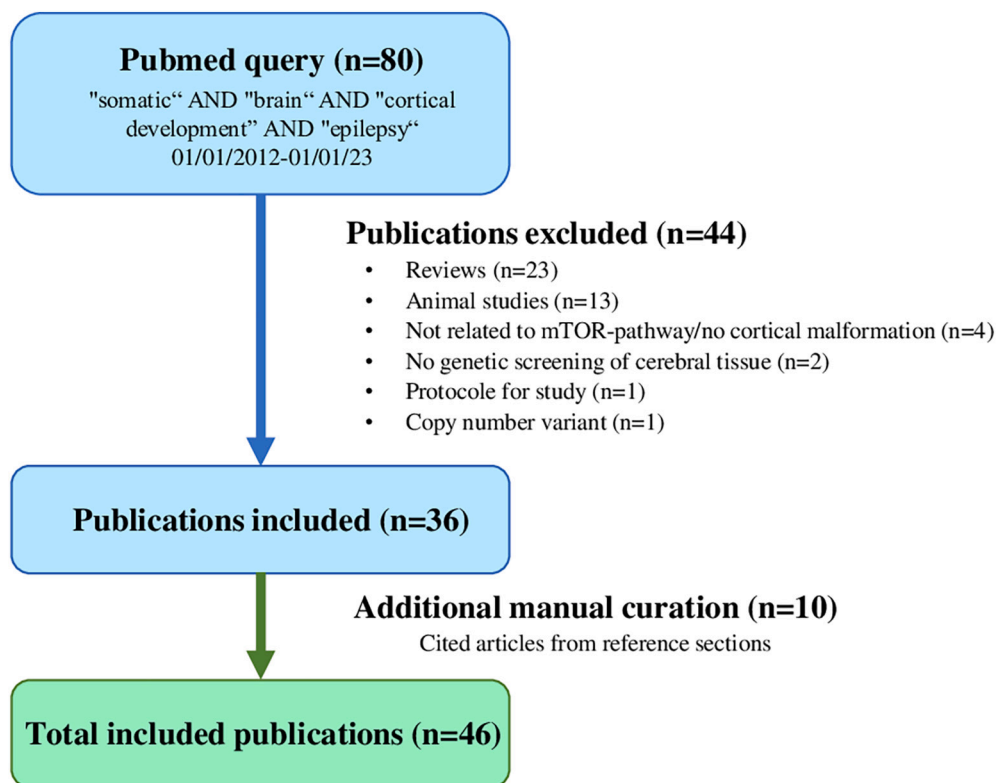 Pubmed query (n=80)
"somatic“ AND "brain“ AND "cortical
development” AND "epilepsy“
01/01/2012-01/01/23
Publications excluded (n=44)
• Reviews (n=23)
• Animal studies (n=13)
• Not related to mTOR-pathway/no cortical malformation (n=4)
• No genetic screening of cerebral tissue (n=2)
• Protocole for study (n=1)
• Copy number variant (n=1)
Publications included (n=36)
Additional manual curation (n=10)
Cited articles from reference sections
Total included publications (n=46)